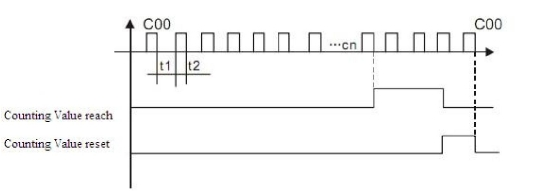 C00 C00
···cn
t1 t2
Counting Value reach
Counting Value reset